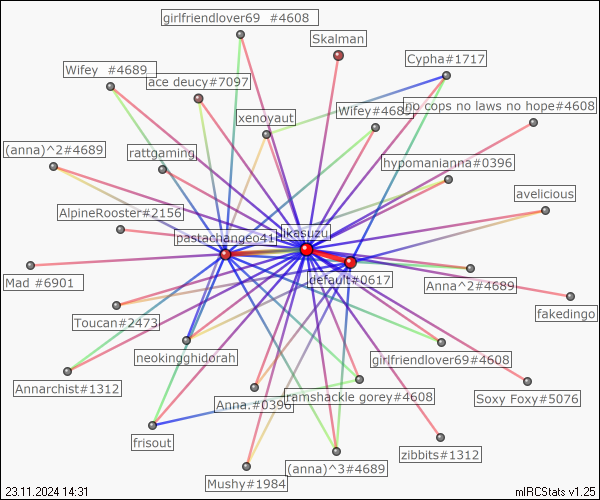 girlfriendlover69 #4608
Skalman
Cypha#1717
Wifey #4689
ace deucy#7097
no cops no laws no hope#4608
xenoyaut
Wifey#4689
(anna)^2#4689
rattgaming
hypomanianna#0396
avelicious
AlpineRooster#2156
pastachangeo41
likasuzu
Mad #6901
default#0617
Anna^2#4689
fakedingo
Toucan#2473
neokingghidorah
girlfriendlover69#4608
Annarchist#1312
Anna.#0396
ramshackle gorey#4608
Soxy Foxy#5076
frisout
zibbits#1312
Mushy#1984
(anna)^3#4689
23.11.2024 14:31
mIRCStats v1.25